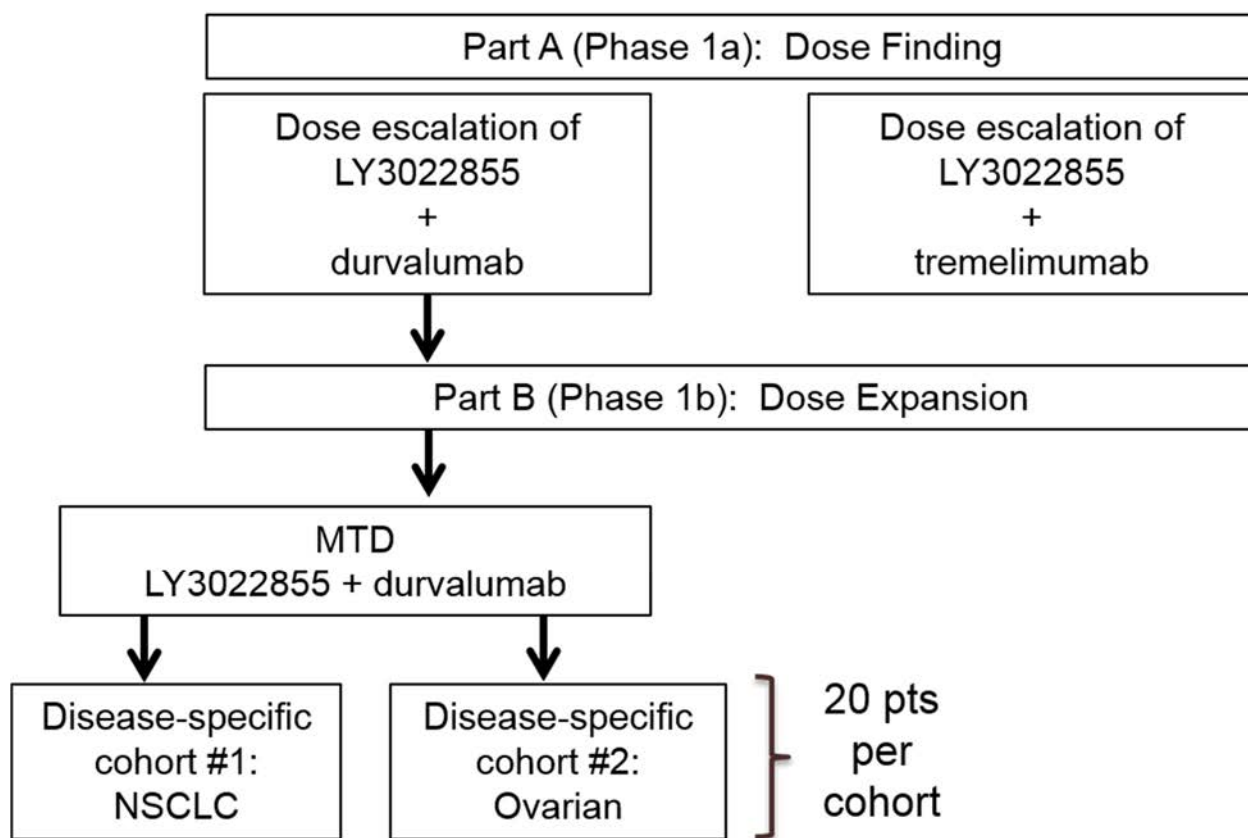 Part A (Phase 1a): Dose Finding
Dose escalation of
LY3022855
+
durvalumab
Dose escalation of
LY3022855
+
tremelimumab
Part B (Phase 1b): Dose Expansion
MTD
LY3022855 + durvalumab
Disease-specific
cohort #1:
NSCLC
Disease-specific
cohort #2:
Ovarian
20 pts
per
cohort